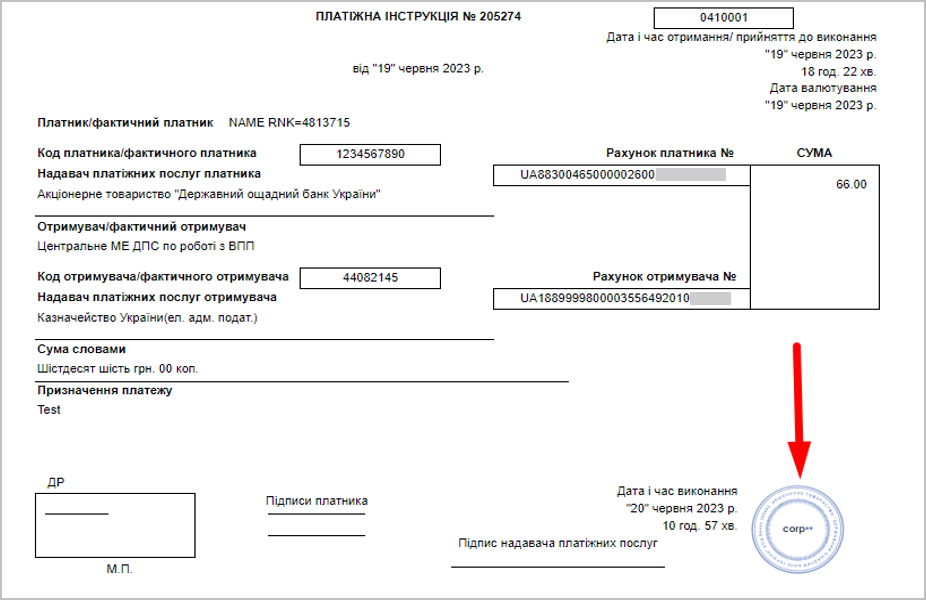 ПЛАТІЖНА ІНСТРУКЦІЯ № 205274
0410001
Дата і час отримання/ прийняття до виконання
"19" червня 2023 р.
від "19" червня 2023 р.
18 год. 22 хв.
Дата валютування
"19" червня 2023 р.
Платник/фактичний платник NAME RNK=4813715
Код платника/фактичного платника 1234567890 Рахунок платника № СУМА
Надавач платіжних послуг платника UA88300465000002600 66.00
Акціонерне товариство "Державний ощадний банк України"
Отримувач/фактичний отримувач
Центральне МЕ ДПС по роботі з ВПП
Код отримувача/фактичного отримувача 44082145 Рахунок отримувача №
Надавач платіжних послуг отримувача UA1889999800003556492010
Казначейство України(ел. адм. подат.)
Сума словами
Шістдесят шість грн. 00 коп.
Призначення платежу
Test
ДР
Підписи платника
Дата і час виконання
"20" червня 2023 р.
10 год. 57 хв.
corp++
Підпис надавача платіжних послуг
М.П.